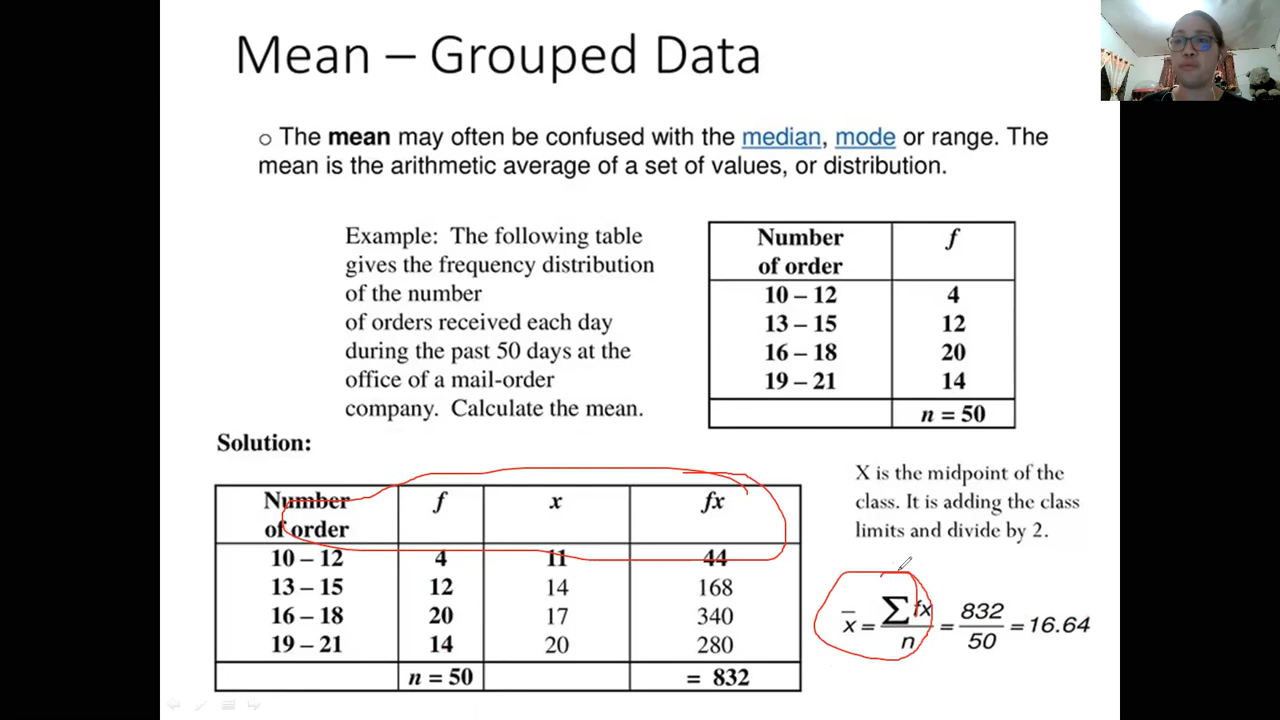 Mean – Grouped Data
o The mean may often be confused with the median, mode or range. The
mean is the arithmetic average of a set of values, or distribution.
Example: The following table
gives the frequency distribution
of the number
of orders received each day
during the past 50 days at the
office of a mail-order
company. Calculate the mean.
Number f
of order
10 – 12 4
13 – 15 12
16 – 18 20
19 – 21 14
n = 50
Solution:
Number f x fx
of order
10 – 12 4 11 44
13 – 15 12 14 168
16 – 18 20 17 340
19 – 21 14 20 280
n = 50 = 832
X is the midpoint of the
class. It is adding the class
limits and divide by 2.
x̄ = ∑fx / n = 832 / 50 = 16.64